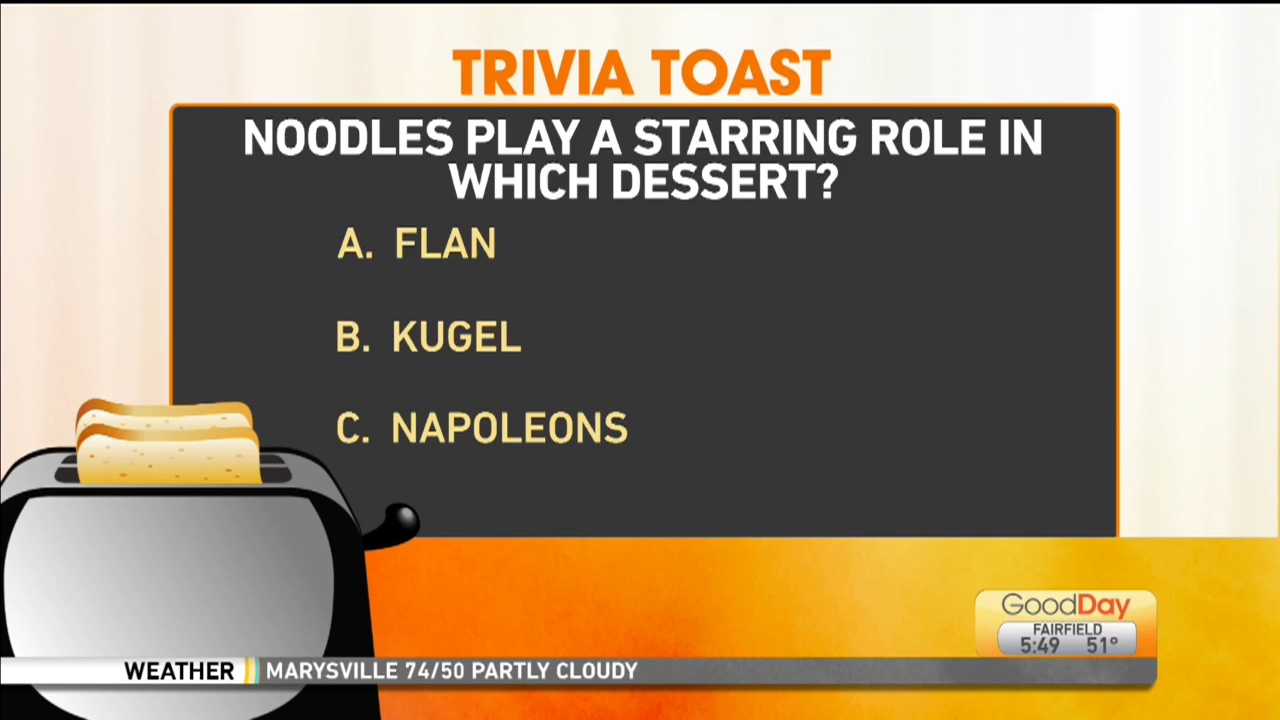 TRIVIA TOAST
NOODLES PLAY A STARRING ROLE IN
WHICH DESSERT?
A. FLAN
B. KUGEL
C. NAPOLEONS
GoodDay
FAIRFIELD
5:49 51°
WEATHER MARYSVILLE 74/50 PARTLY CLOUDY